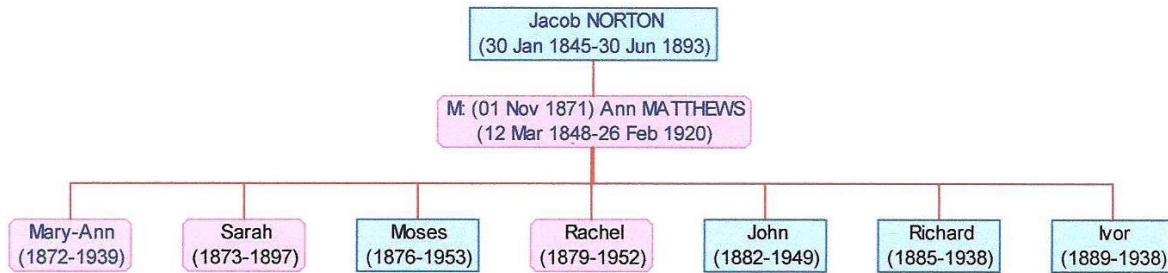 Jacob NORTON
(30 Jan 1845-30 Jun 1893)
M: (01 Nov 1871) Ann MATTHEWS
(12 Mar 1848-26 Feb 1920)
Mary-Ann
(1872-1939)
Sarah
(1873-1897)
Moses
(1876-1953)
Rachel
(1879-1952)
John
(1882-1949)
Richard
(1885-1938)
Ivor
(1889-1938)